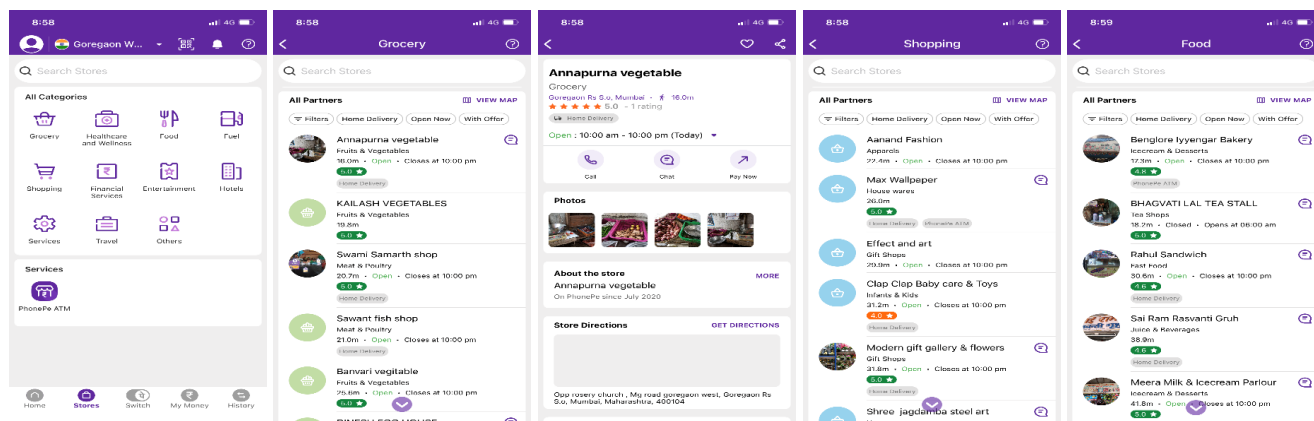 8:58
4G
Goregaon W...
Search Stores
All Categories
Grocery
Healthcare and Wellness
Food
Fuel
Shopping
Financial Services
Entertainment
Hotels
Services
Travel
Others
Services
PhonePe ATM
Home
Stores
Switch
My Money
History
8:58
4G
Grocery
Search Stores
All Partners
VIEW MAP
Filters
Home Delivery
Open Now
With Offer
Annapurna vegetable
Fruits & Vegetables
16.0m • Open • Closes at 10:00 pm
5.0 ★
Home Delivery
KAILASH VEGETABLES
Fruits & Vegetables
19.8m
5.0 ★
Swami Samarth shop
Meat & Poultry
20.7m • Open • Closes at 10:00 pm
5.0 ★
Home Delivery
Sawant fish shop
Meat & Poultry
21.0m • Open • Closes at 10:00 pm
Home Delivery
Banvari vegitable
Fruits & Vegetables
25.6m • Open • Closes at 10:00 pm
5.0 ★
8:58
4G
Annapurna vegetable
Grocery
Goregaon Rs S.o, Mumbai • 16.0m
★ ★ ★ ★ ★ 5.0 • 1 rating
Home Delivery
Open : 10:00 am - 10:00 pm (Today)
Call
Chat
Pay Now
Photos
About the store
MORE
Annapurna vegetable
On PhonePe since July 2020
Store Directions
GET DIRECTIONS
Opp rosery church , Mg road goregaon west, Goregaon Rs
S.o, Mumbai, Maharashtra, 400104
8:58
4G
Shopping
Search Stores
All Partners
VIEW MAP
Filters
Home Delivery
Open Now
With Offer
Aanand Fashion
Apparels
22.4m • Open • Closes at 10:00 pm
Max Wallpaper
House wares
26.0m
5.0 ★
Home Delivery
PhonePe ATM
Effect and art
Gift Shops
29.9m • Open • Closes at 10:00 pm
Clap Clap Baby care & Toys
Infants & Kids
31.2m • Open • Closes at 10:00 pm
4.0 ★
Home Delivery
Modern gift gallery & flowers
Gift Shops
31.8m • Open • Closes at 10:00 pm
5.0 ★
Home Delivery
Shree jagdamba steel art
8:59
4G
Food
Search Stores
All Partners
VIEW MAP
Filters
Home Delivery
Open Now
With Offer
Benglore Iyyengar Bakery
Icecream & Desserts
17.3m • Open • Closes at 10:00 pm
4.8 ★
PhonePe ATM
BHAGVATI LAL TEA STALL
Tea Shops
18.2m • Closed • Opens at 06:00 am
5.0 ★
Rahul Sandwich
Fast Food
30.6m • Open • Closes at 10:00 pm
4.6 ★
Home Delivery
Sai Ram Rasvanti Gruh
Juice & Beverages
38.9m
4.6 ★
Home Delivery
Meera Milk & Icecream Parlour
Icecream & Desserts
41.8m • Open • Closes at 10:00 pm
5.0 ★